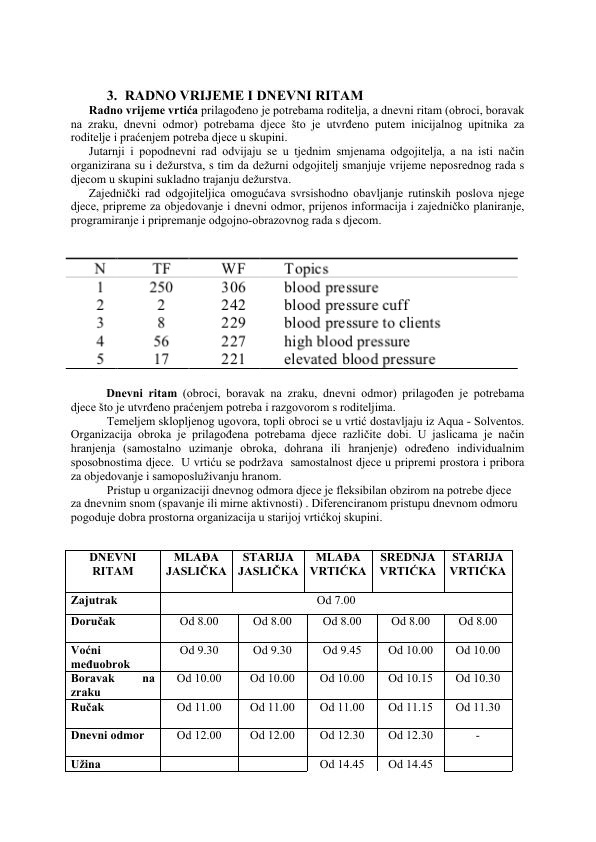 3. RADNO VRIJEME I DNEVNI RITAM
Radno vrijeme vrtića prilagođeno je potrebama roditelja, a dnevni ritam (obroci, boravak
na zraku, dnevni odmor) potrebama djece što je utvrđeno putem inicijalnog upitnika za
roditelje i praćenjem potreba djece u skupini.
Jutarnji i popodnevni rad odvijaju se u tjednim smjenama odgojitelja, a na isti način
organizirana su i dežurstva, s tim da dežurni odgojitelj smanjuje vrijeme neposrednog rada s
djecom u skupini sukladno trajanju dežurstva.
Zajednički rad odgojiteljica omogućava svrsishodno obavljanje rutinskih poslova njege
djece, pripreme za objedovanje i dnevni odmor, prijenos informacija i zajedničko planiranje,
programiranje i pripremanje odgojno-obrazovnog rada s djecom.
N TF WF Topics
1 250 306 blood pressure
2 2 242 blood pressure cuff
3 8 229 blood pressure to clients
4 56 227 high blood pressure
5 17 221 elevated blood pressure
Dnevni ritam (obroci, boravak na zraku, dnevni odmor) prilagođen je potrebama
djece što je utvrđeno praćenjem potreba i razgovorom s roditeljima.
Temeljem sklopljenog ugovora, topli obroci se u vrtić dostavljaju iz Aqua - Solventos.
Organizacija obroka je prilagođena potrebama djece različite dobi. U jaslicama je način
hranjenja (samostalno uzimanje obroka, dohrana ili hranjenje) određeno individualnim
sposobnostima djece. U vrtiću se podržava samostalnost djece u pripremi prostora i pribora
za objedovanje i samoposluživanju hranom.
Pristup u organizaciji dnevnog odmora djece je fleksibilan obzirom na potrebe djece
za dnevnim snom (spavanje ili mirne aktivnosti) . Diferenciranom pristupu dnevnom odmoru
pogoduje dobra prostorna organizacija u starijoj vrtićkoj skupini.
DNEVNI MLAĐA STARIJA MLAĐA SREDNJA STARIJA
RITAM JASLIČKA JASLIČKA VRTIĆKA VRTIĆKA VRTIĆKA
Zajutrak Od 7.00
Doručak Od 8.00 Od 8.00 Od 8.00 Od 8.00 Od 8.00
Voćni Od 9.30 Od 9.30 Od 9.45 Od 10.00 Od 10.00
međuobrok
Boravak na Od 10.00 Od 10.00 Od 10.00 Od 10.15 Od 10.30
zraku
Ručak Od 11.00 Od 11.00 Od 11.00 Od 11.15 Od 11.30
Dnevni odmor Od 12.00 Od 12.00 Od 12.30 Od 12.30 -
Užina Od 14.45 Od 14.45